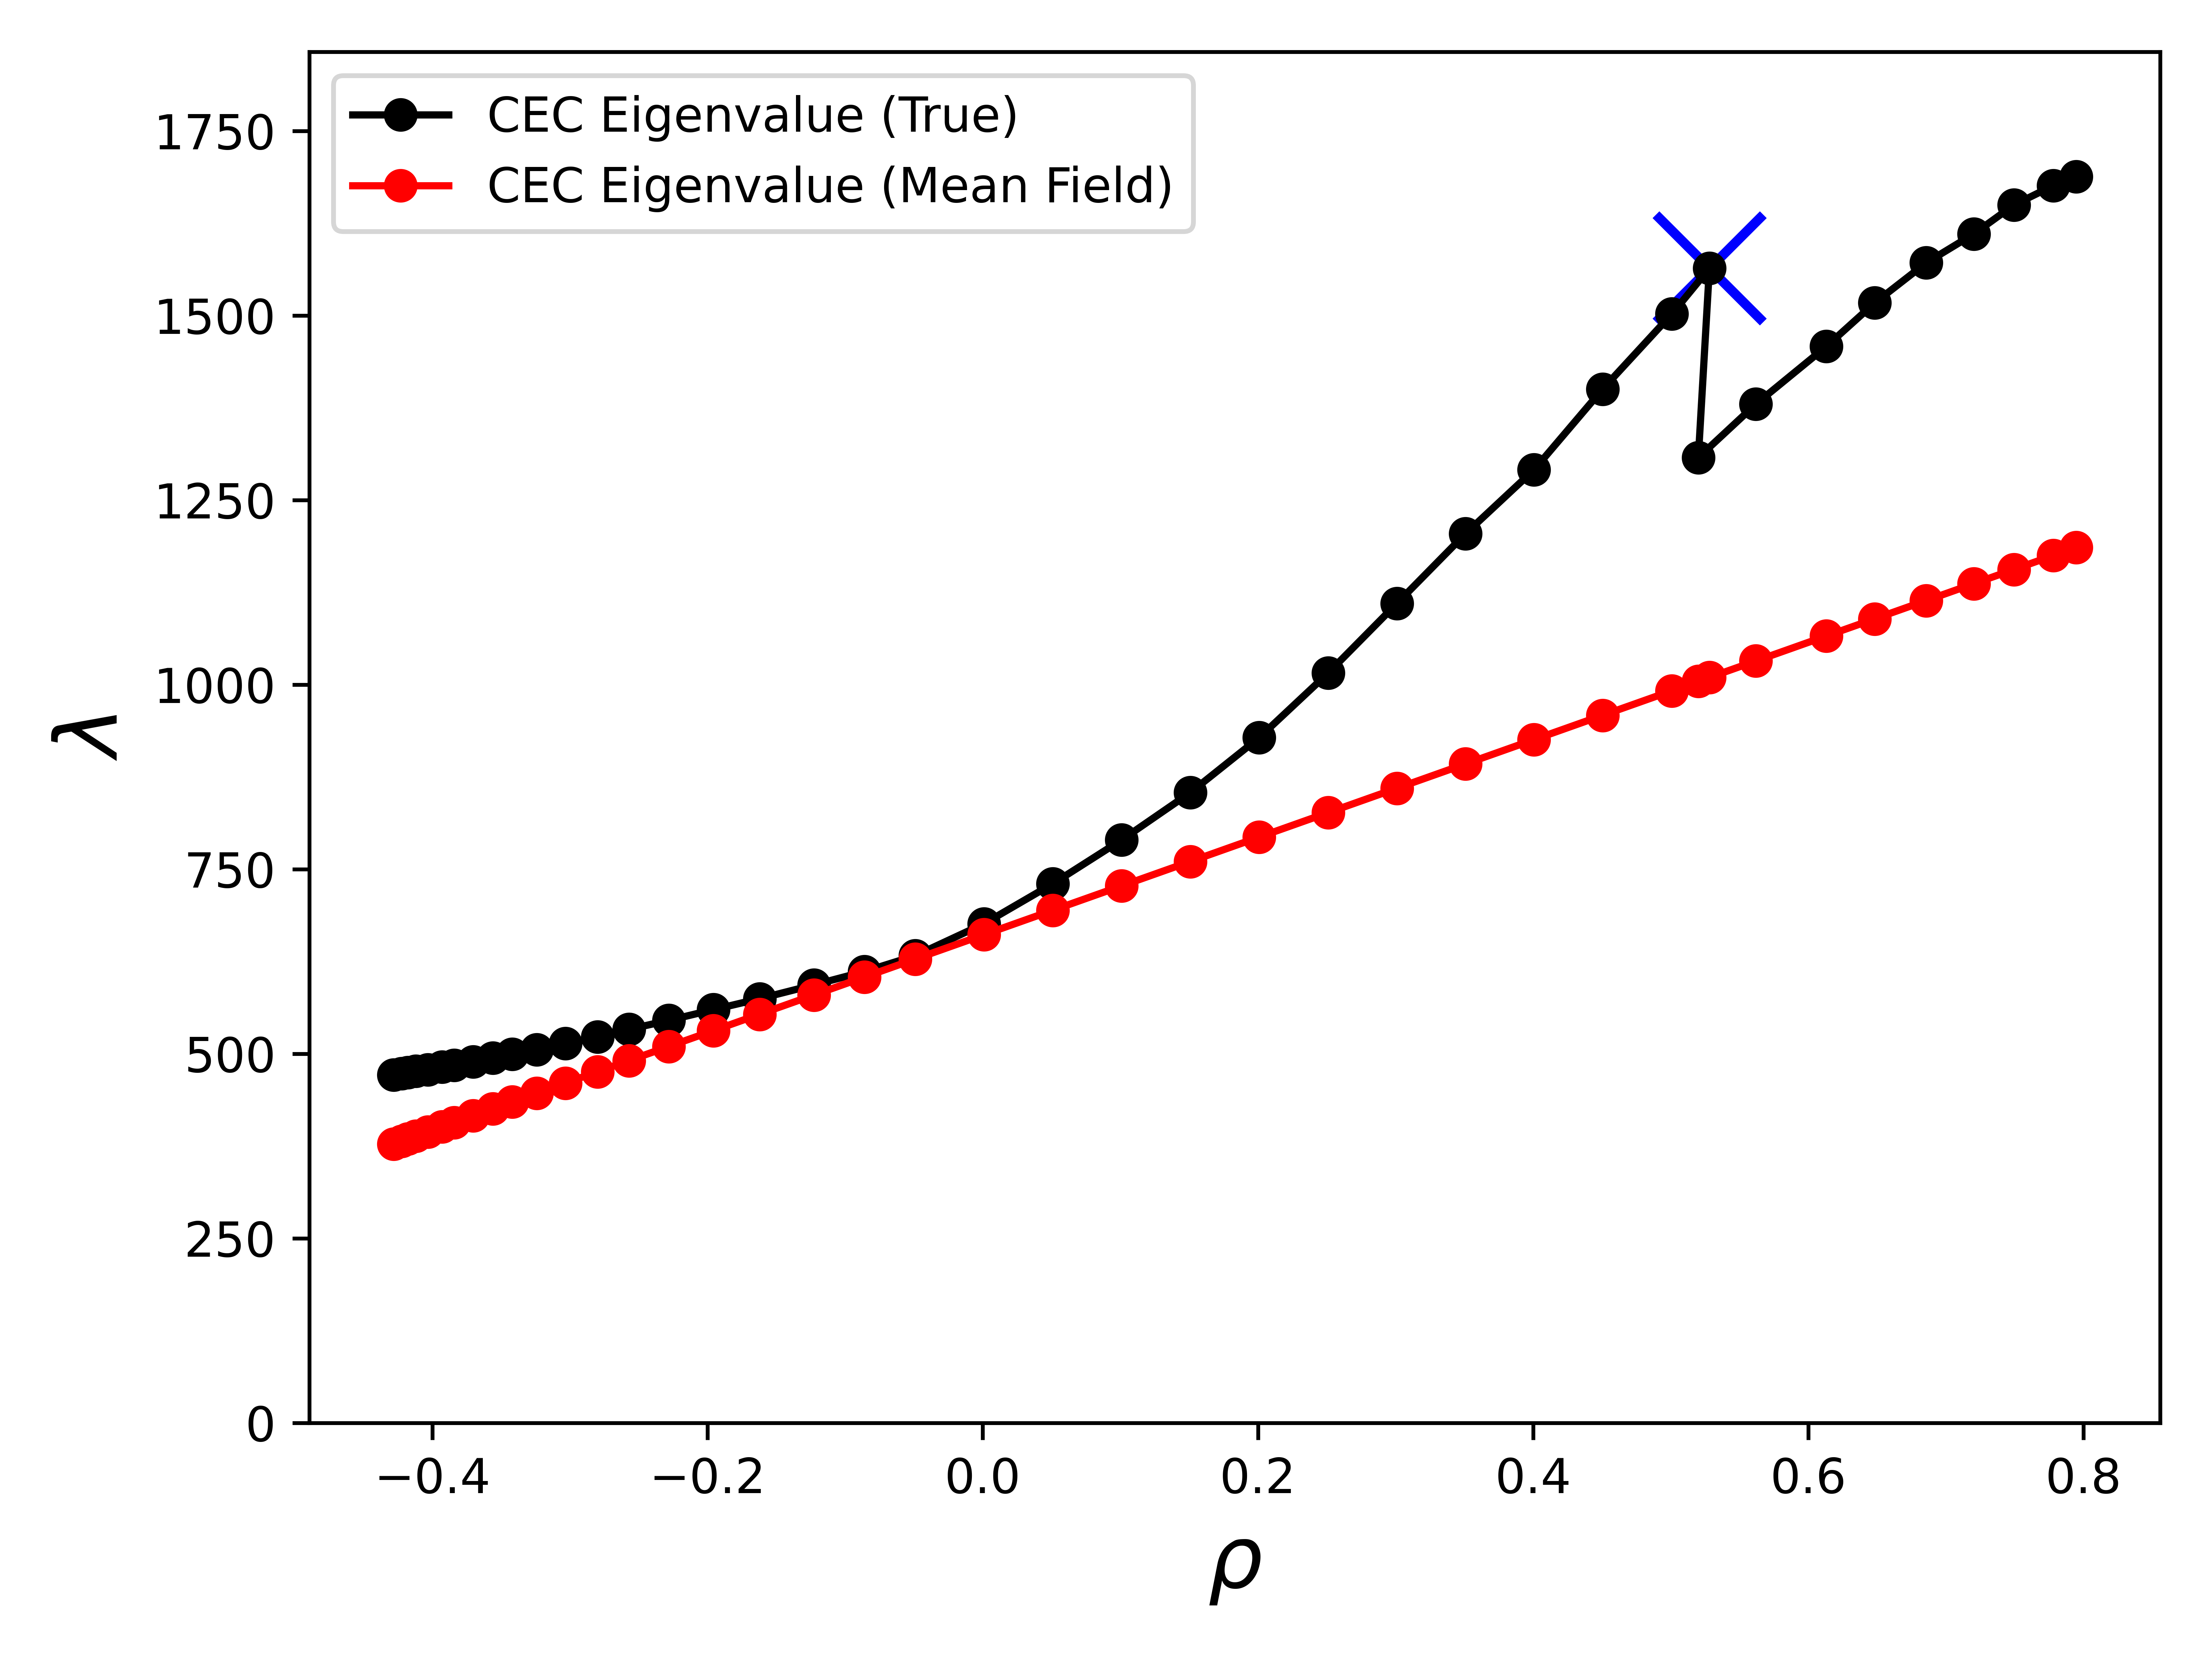 CEC Eigenvalue (True)
CEC Eigenvalue (Mean Field)
1750
1500
1250
1000
750
500
250
0
λ
−0.4 −0.2 0.0 0.2 0.4 0.6 0.8
ρ